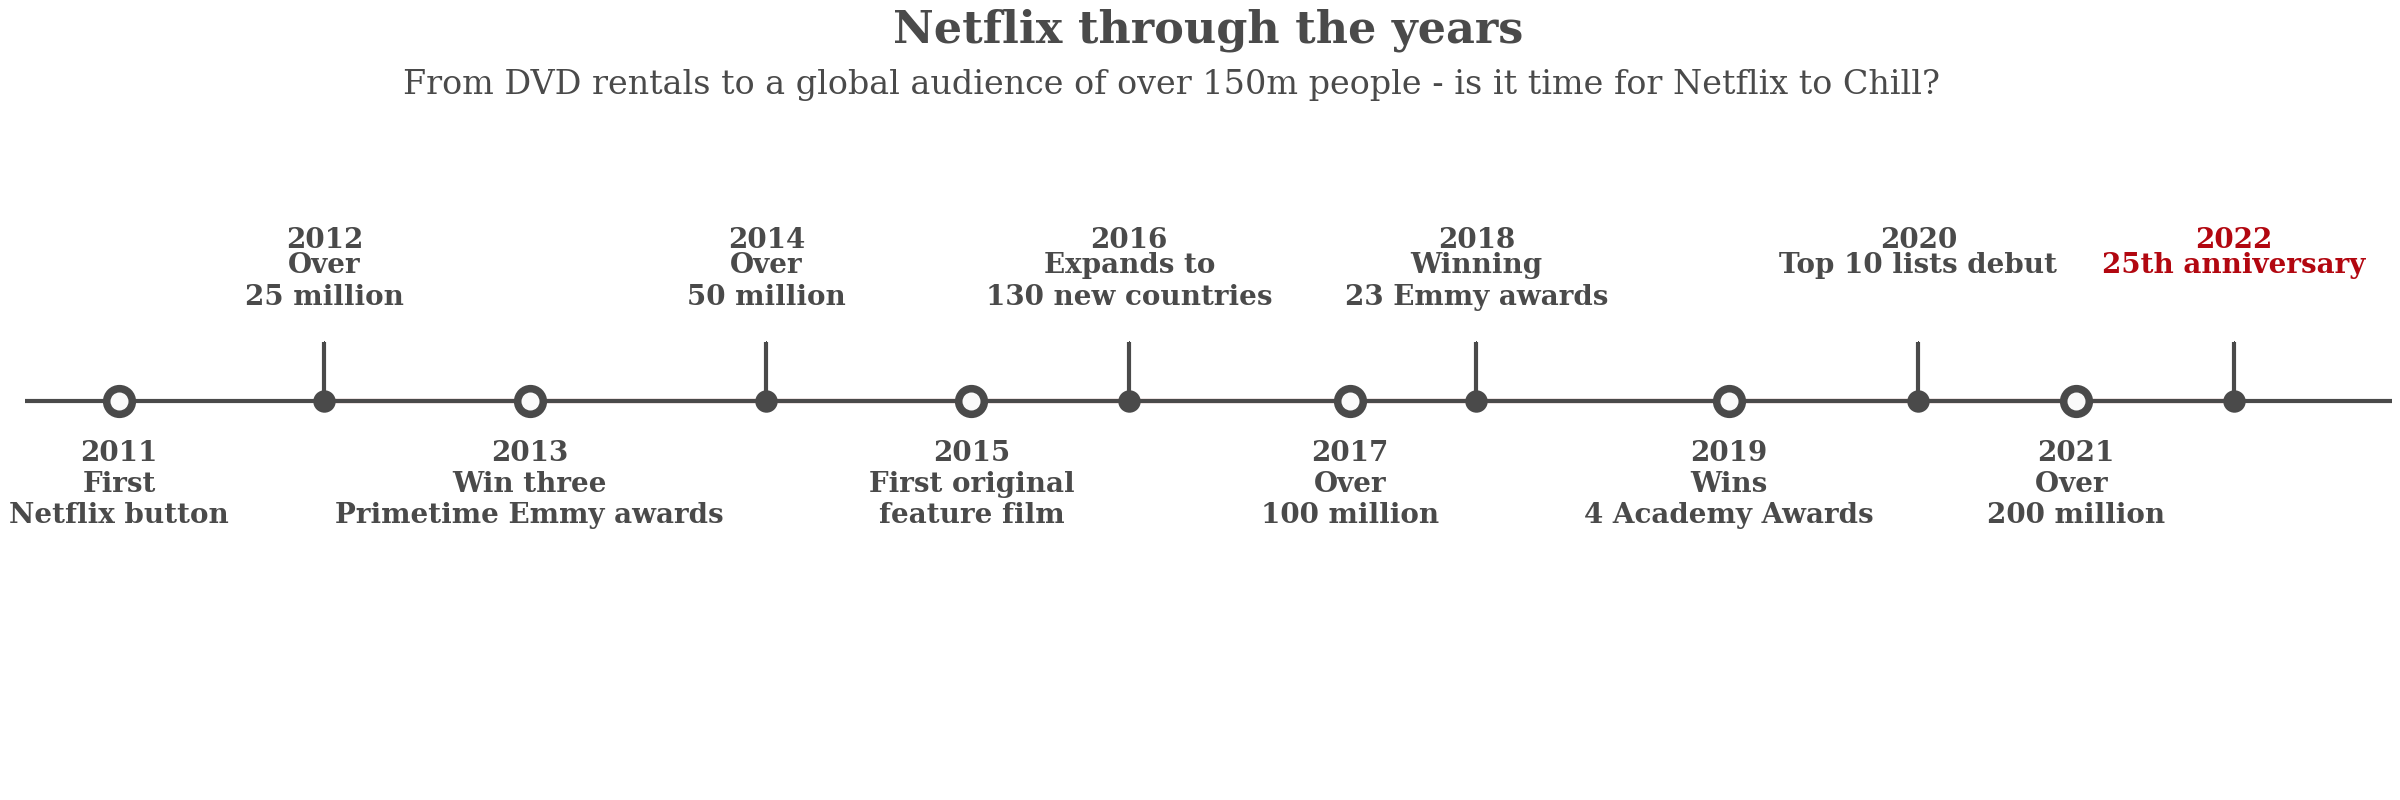 Netflix through the years
From DVD rentals to a global audience of over 150m people - is it time for Netflix to Chill?
2012
Over
25 million
2014
Over
50 million
2016
Expands to
130 new countries
2018
Winning
23 Emmy awards
2020
Top 10 lists debut
2022
25th anniversary
2011
First
Netflix button
2013
Win three
Primetime Emmy awards
2015
First original
feature film
2017
Over
100 million
2019
Wins
4 Academy Awards
2021
Over
200 million